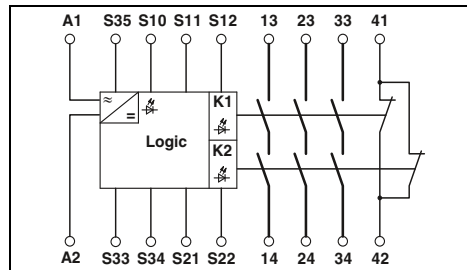 A1 S35 S10 S11 S12 13 23 33 41
≈
=
K1
Logic
K2
A2 S33 S34 S21 S22 14 24 34 42